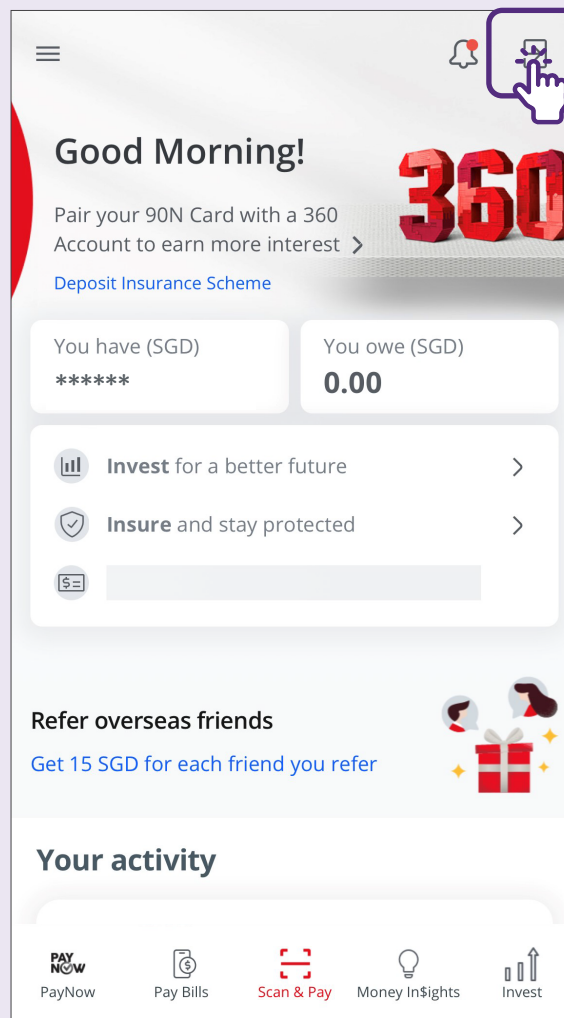 Good Morning!
360
Pair your 90N Card with a 360
Account to earn more interest
Deposit Insurance Scheme
You have (SGD)
******
You owe (SGD)
0.00
Invest for a better future
Insure and stay protected
Refer overseas friends
Get 15 SGD for each friend you refer
Your activity
PAY
NOW
PayNow
Pay Bills
Scan & Pay
Money In$ights
Invest